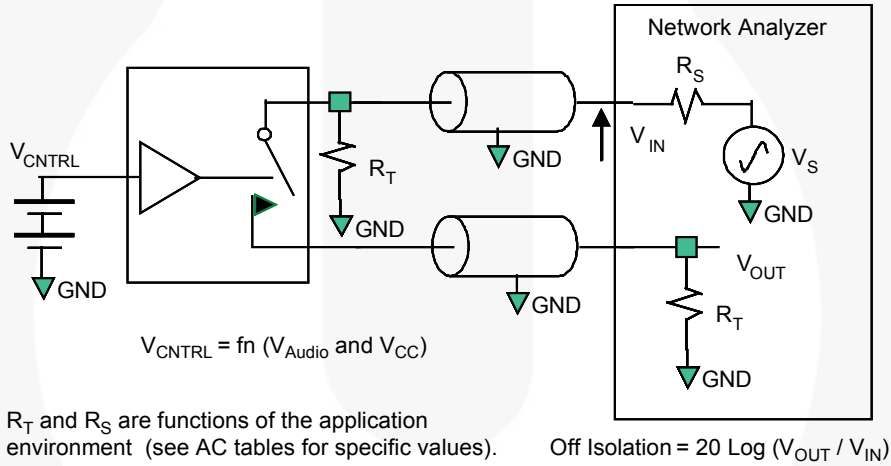 Network Analyzer
R_S
V_IN
V_S
GND
GND
V_CNTRL
R_T
GND
GND
GND
V_OUT
R_T
GND
V_CNTRL = fn (V_Audio and V_CC)
R_T and R_S are functions of the application
environment (see AC tables for specific values).
Off Isolation = 20 Log (V_OUT / V_IN)